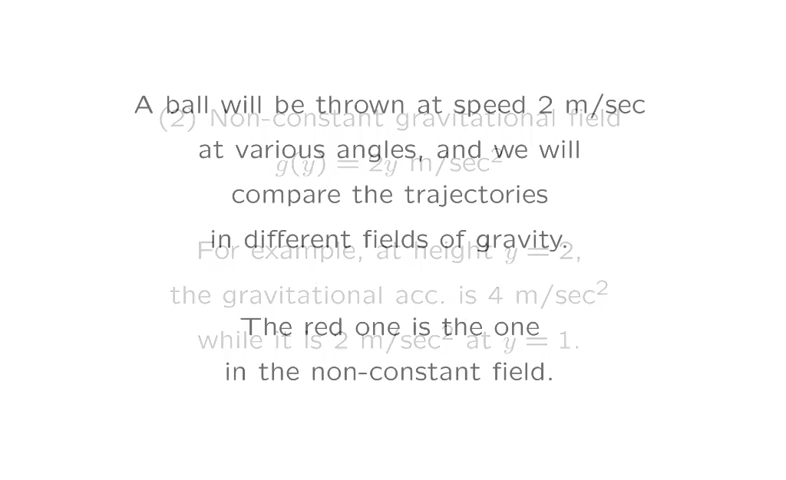 A ball will be thrown at speed 2 m/sec
(2) Non-constant gravitational field
at various angles, and we will
g(y) = 2y m/sec²
compare the trajectories
in different fields of gravity.
For example, at height y = 2,
the gravitational acc. is 4 m/sec²
The red one is the one
while it is 2 m/sec² at y = 1.
in the non-constant field.